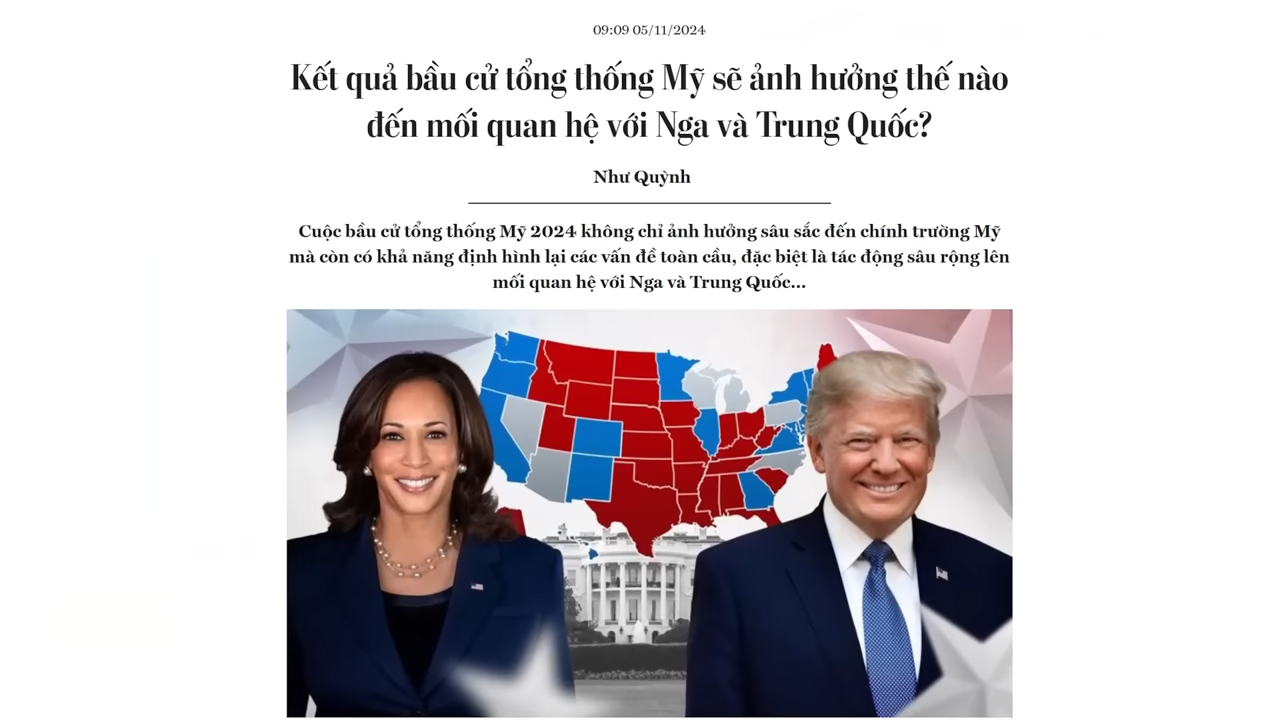 09:09 05/11/2024
Kết quả bầu cử tổng thống Mỹ sẽ ảnh hưởng thế nào
đến mối quan hệ với Nga và Trung Quốc?
Như Quỳnh
Cuộc bầu cử tổng thống Mỹ 2024 không chỉ ảnh hưởng sâu sắc đến chính trường Mỹ
mà còn có khả năng định hình lại các vấn đề toàn cầu, đặc biệt là tác động sâu rộng lên
mối quan hệ với Nga và Trung Quốc...